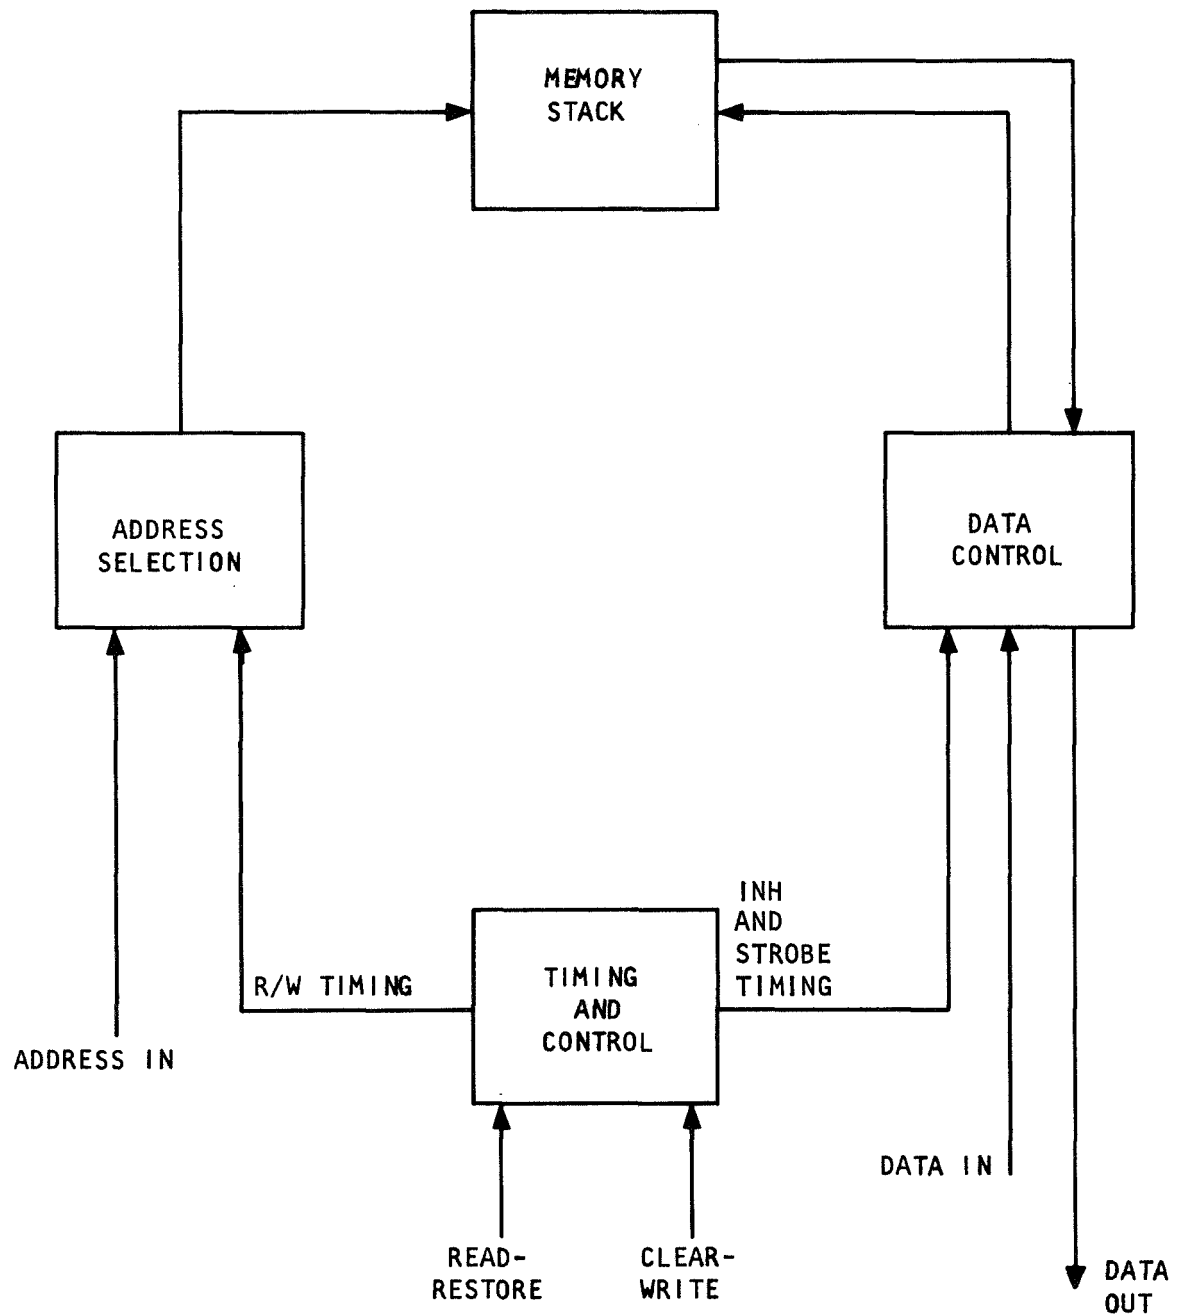 MEMORY
STACK
ADDRESS
SELECTION
DATA
CONTROL
INH
AND
STROBE
TIMING
R/W TIMING
TIMING
AND
CONTROL
ADDRESS IN
DATA IN
READ-
RESTORE
CLEAR-
WRITE
DATA
OUT